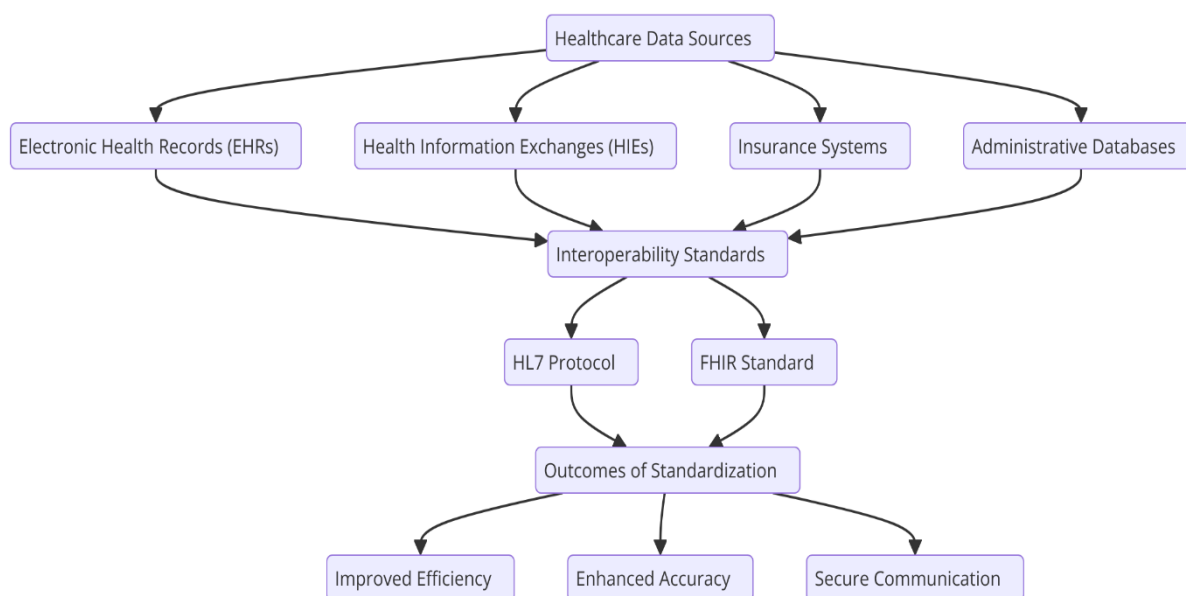 Healthcare Data Sources
Electronic Health Records (EHRs)
Health Information Exchanges (HIEs)
Insurance Systems
Administrative Databases
Interoperability Standards
HL7 Protocol
FHIR Standard
Outcomes of Standardization
Improved Efficiency
Enhanced Accuracy
Secure Communication